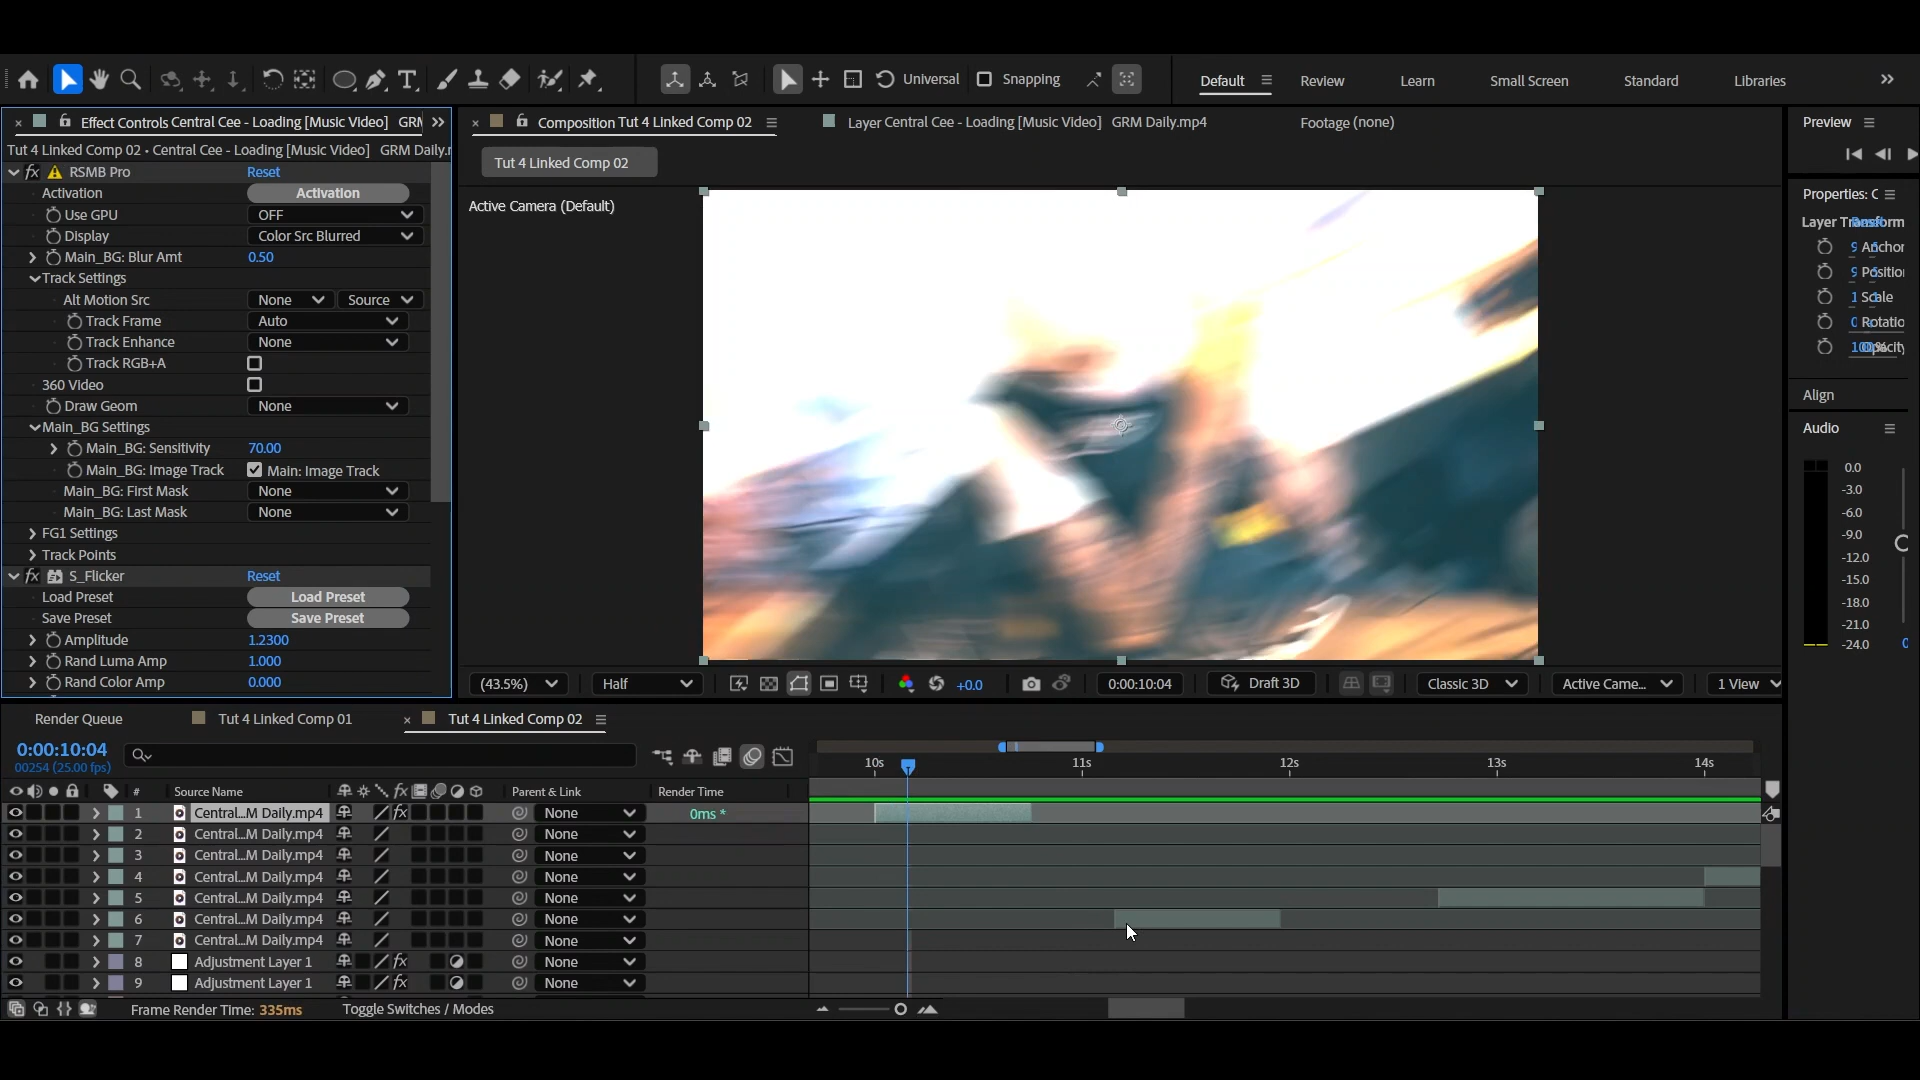 Universal
Snapping
Default
Review
Learn
Small Screen
Standard
Libraries
Effect Controls Central Cee - Loading [Music Video] GRM
Composition Tut 4 Linked Comp 02
Layer Central Cee - Loading [Music Video] GRM Daily.mp4
Footage (none)
Preview
Tut 4 Linked Comp 02 • Central Cee - Loading [Music Video] GRM Daily.m
Tut 4 Linked Comp 02
RSMB Pro
Reset
Activation
Activation
Use GPU
OFF
Display
Color Src Blurred
Main_BG: Blur Amt
0.50
Track Settings
Alt Motion Src
None
Source
Track Frame
Auto
Track Enhance
None
Track RGB+A
360 Video
Draw Geom
None
Main_BG Settings
Main_BG: Sensitivity
70.00
Main_BG: Image Track
Main: Image Track
Main_BG: First Mask
None
Main_BG: Last Mask
None
FG1 Settings
Track Points
S_Flicker
Reset
Load Preset
Load Preset
Save Preset
Save Preset
Amplitude
1.2300
Rand Luma Amp
1.000
Rand Color Amp
0.000
Active Camera (Default)
(43.5%)
Half
+0.0
0:00:10:04
Draft 3D
Classic 3D
Active Came...
1 View
Properties: C
Layer Transform
Anchor
Position
Scale
Rotatio
Opacity
Align
Audio
0.0
-3.0
-6.0
-9.0
-12.0
-15.0
-18.0
-21.0
-24.0
Render Queue
Tut 4 Linked Comp 01
Tut 4 Linked Comp 02
0:00:10:04
00254 (25.00 fps)
10s
11s
12s
13s
14s
# Source Name
Parent & Link
Render Time
1 Central...M Daily.mp4 None 0ms *
2 Central...M Daily.mp4 None
3 Central...M Daily.mp4 None
4 Central...M Daily.mp4 None
5 Central...M Daily.mp4 None
6 Central...M Daily.mp4 None
7 Central...M Daily.mp4 None
8 Adjustment Layer 1 None
9 Adjustment Layer 1 None
Frame Render Time: 335ms
Toggle Switches / Modes